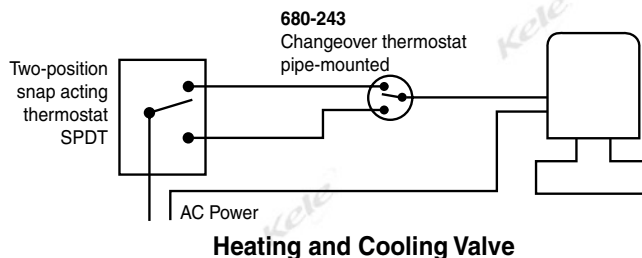 680-243
Changeover thermostat
pipe-mounted
Two-position
snap acting
thermostat
SPDT
AC Power
Heating and Cooling Valve
Kele
Kele